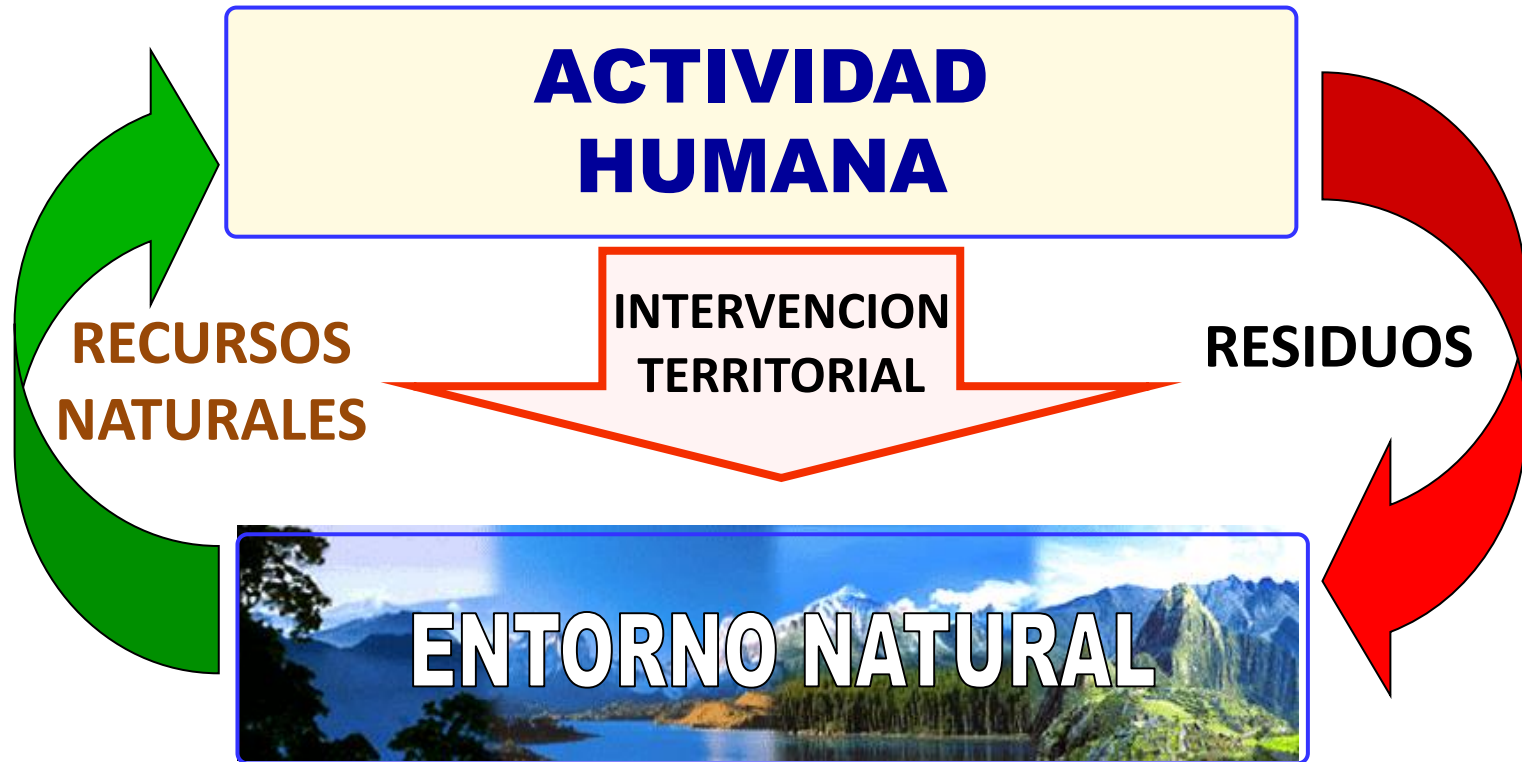 ACTIVIDAD
HUMANA
INTERVENCION
TERRITORIAL
RECURSOS
NATURALES
RESIDUOS
ENTORNO NATURAL